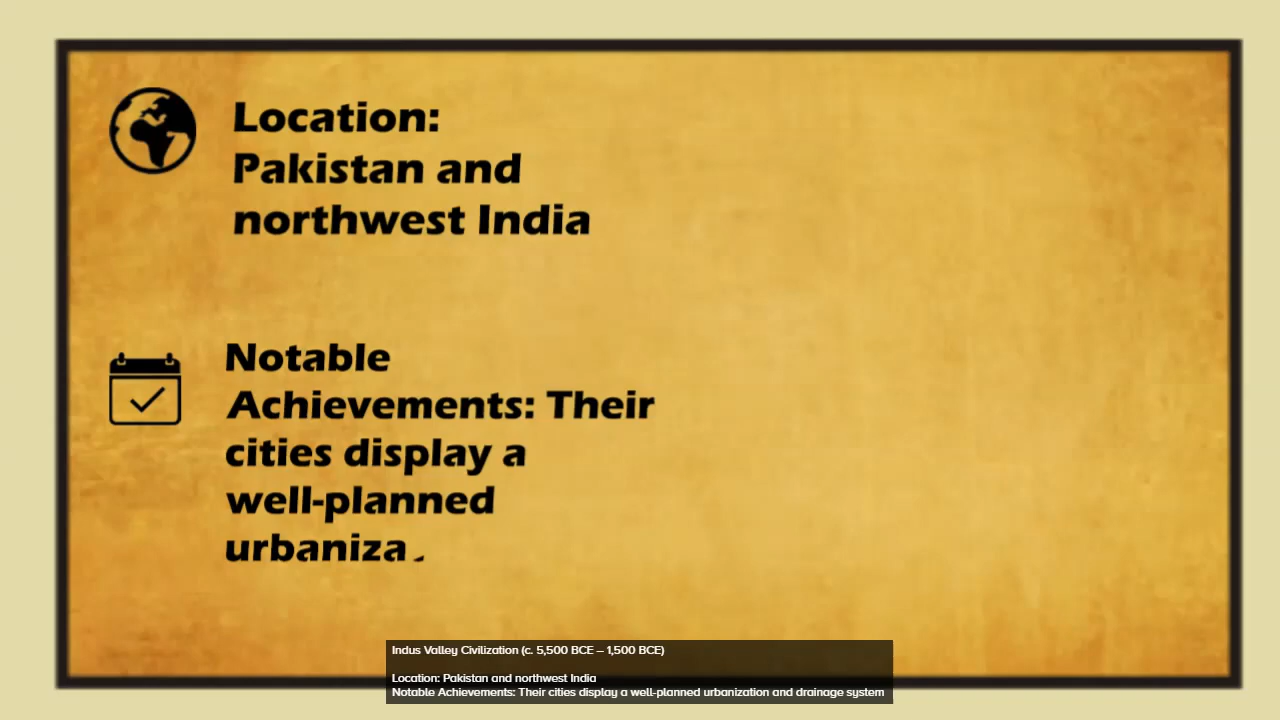 Location:
Pakistan and
northwest India
Notable
Achievements: Their
cities display a
well-planned
urbaniza
Indus Valley Civilization (c. 5,500 BCE – 1,500 BCE)
Location: Pakistan and northwest India
Notable Achievements: Their cities display a well-planned urbanization and drainage system